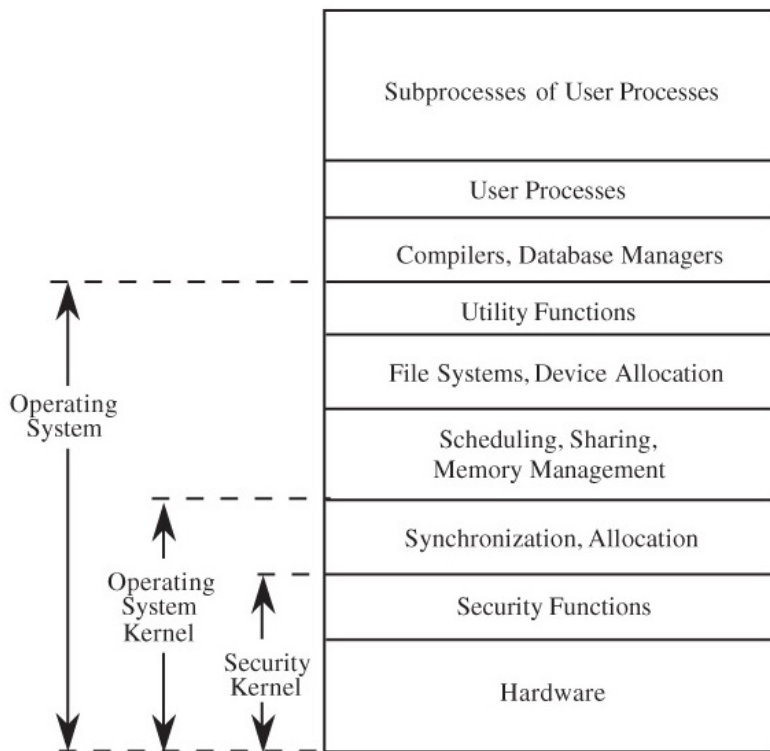 Subprocesses of User Processes
User Processes
Compilers, Database Managers
Utility Functions
File Systems, Device Allocation
Scheduling, Sharing,
Memory Management
Synchronization, Allocation
Security Functions
Hardware
Operating
System
Operating
System
Kernel
Security
Kernel